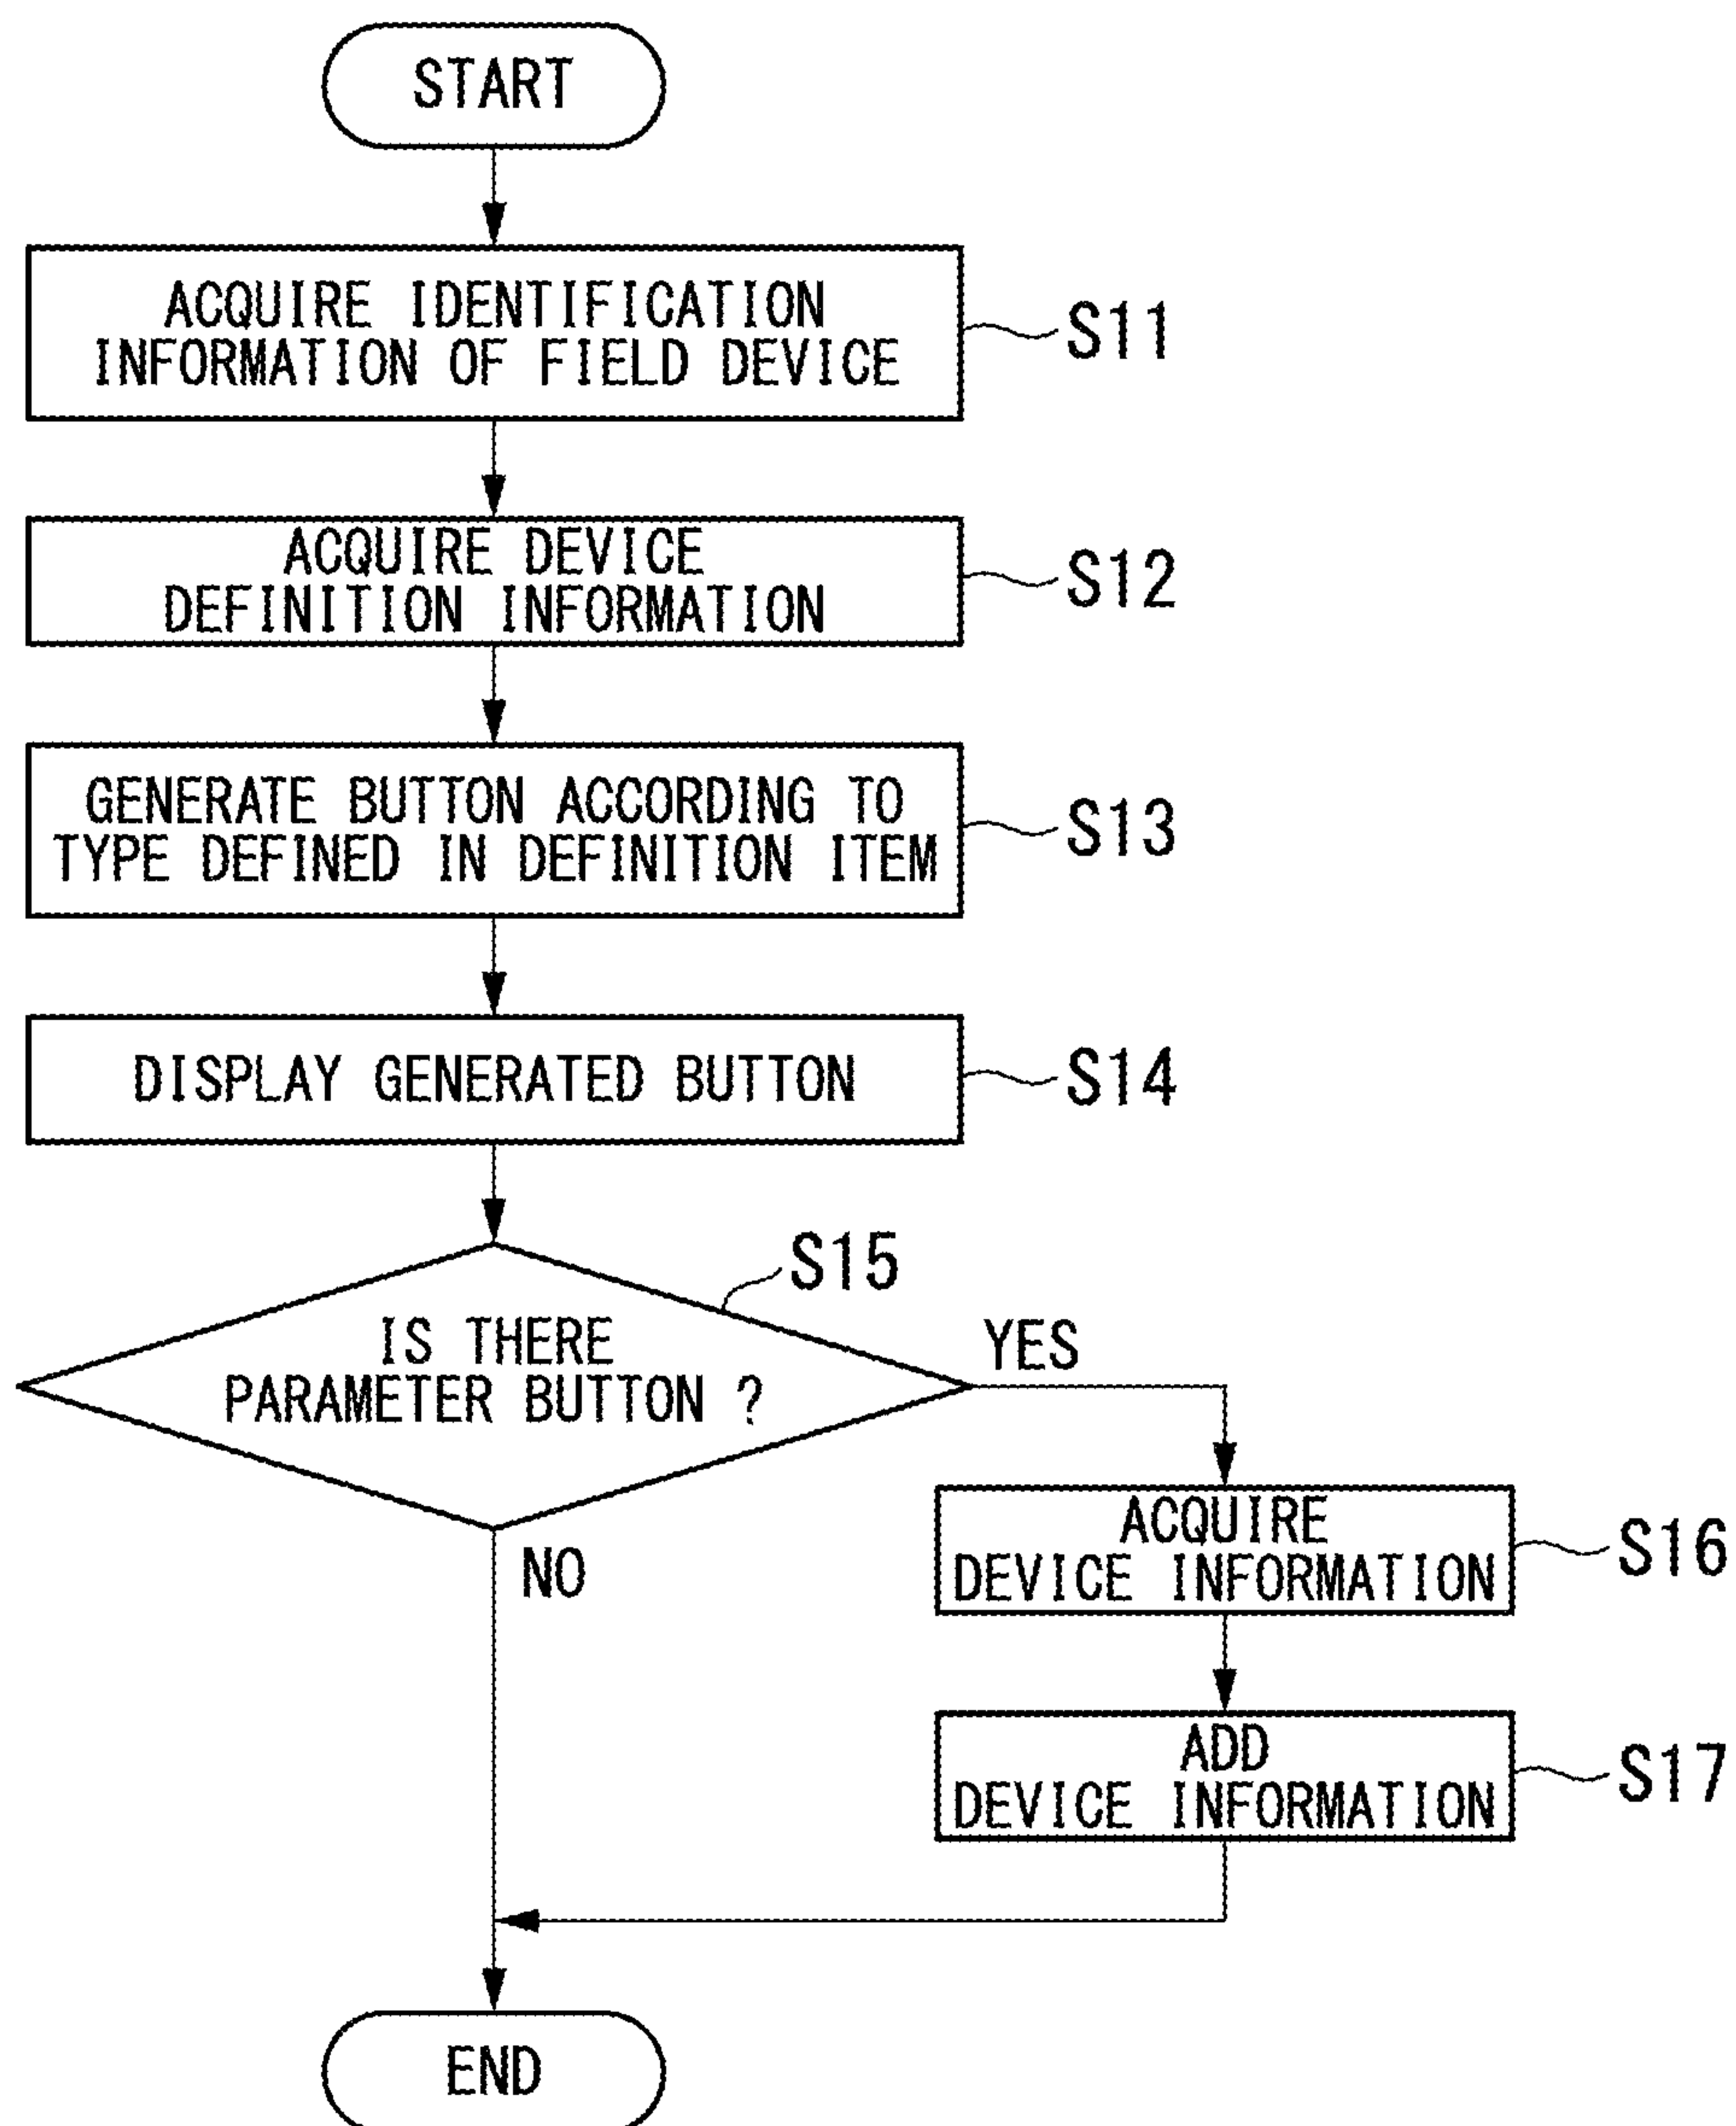 START
ACQUIRE IDENTIFICATION
INFORMATION OF FIELD DEVICE
S11
ACQUIRE DEVICE
DEFINITION INFORMATION
S12
GENERATE BUTTON ACCORDING TO
TYPE DEFINED IN DEFINITION ITEM
S13
DISPLAY GENERATED BUTTON
S14
S15
IS THERE
PARAMETER BUTTON ?
YES
NO
ACQUIRE
DEVICE INFORMATION
S16
ADD
DEVICE INFORMATION
S17
END